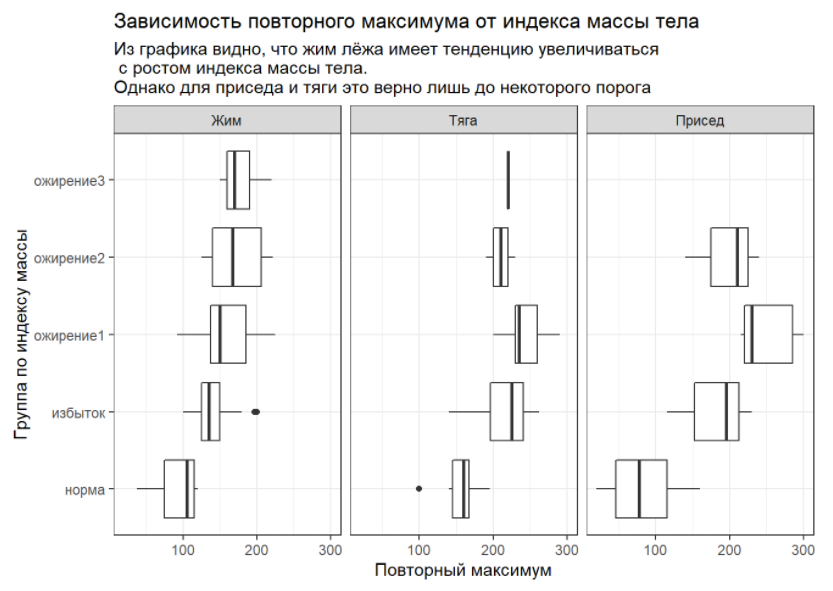 Зависимость повторного максимума от индекса массы тела
Из графика видно, что жим лёжа имеет тенденцию увеличиваться
с ростом индекса массы тела.
Однако для приседа и тяги это верно лишь до некоторого порога
Жим Тяга Присед
Группа по индексу массы
ожирение3
ожирение2
ожирение1
избыток
норма
100 200 300 100 200 300 100 200 300
Повторный максимум